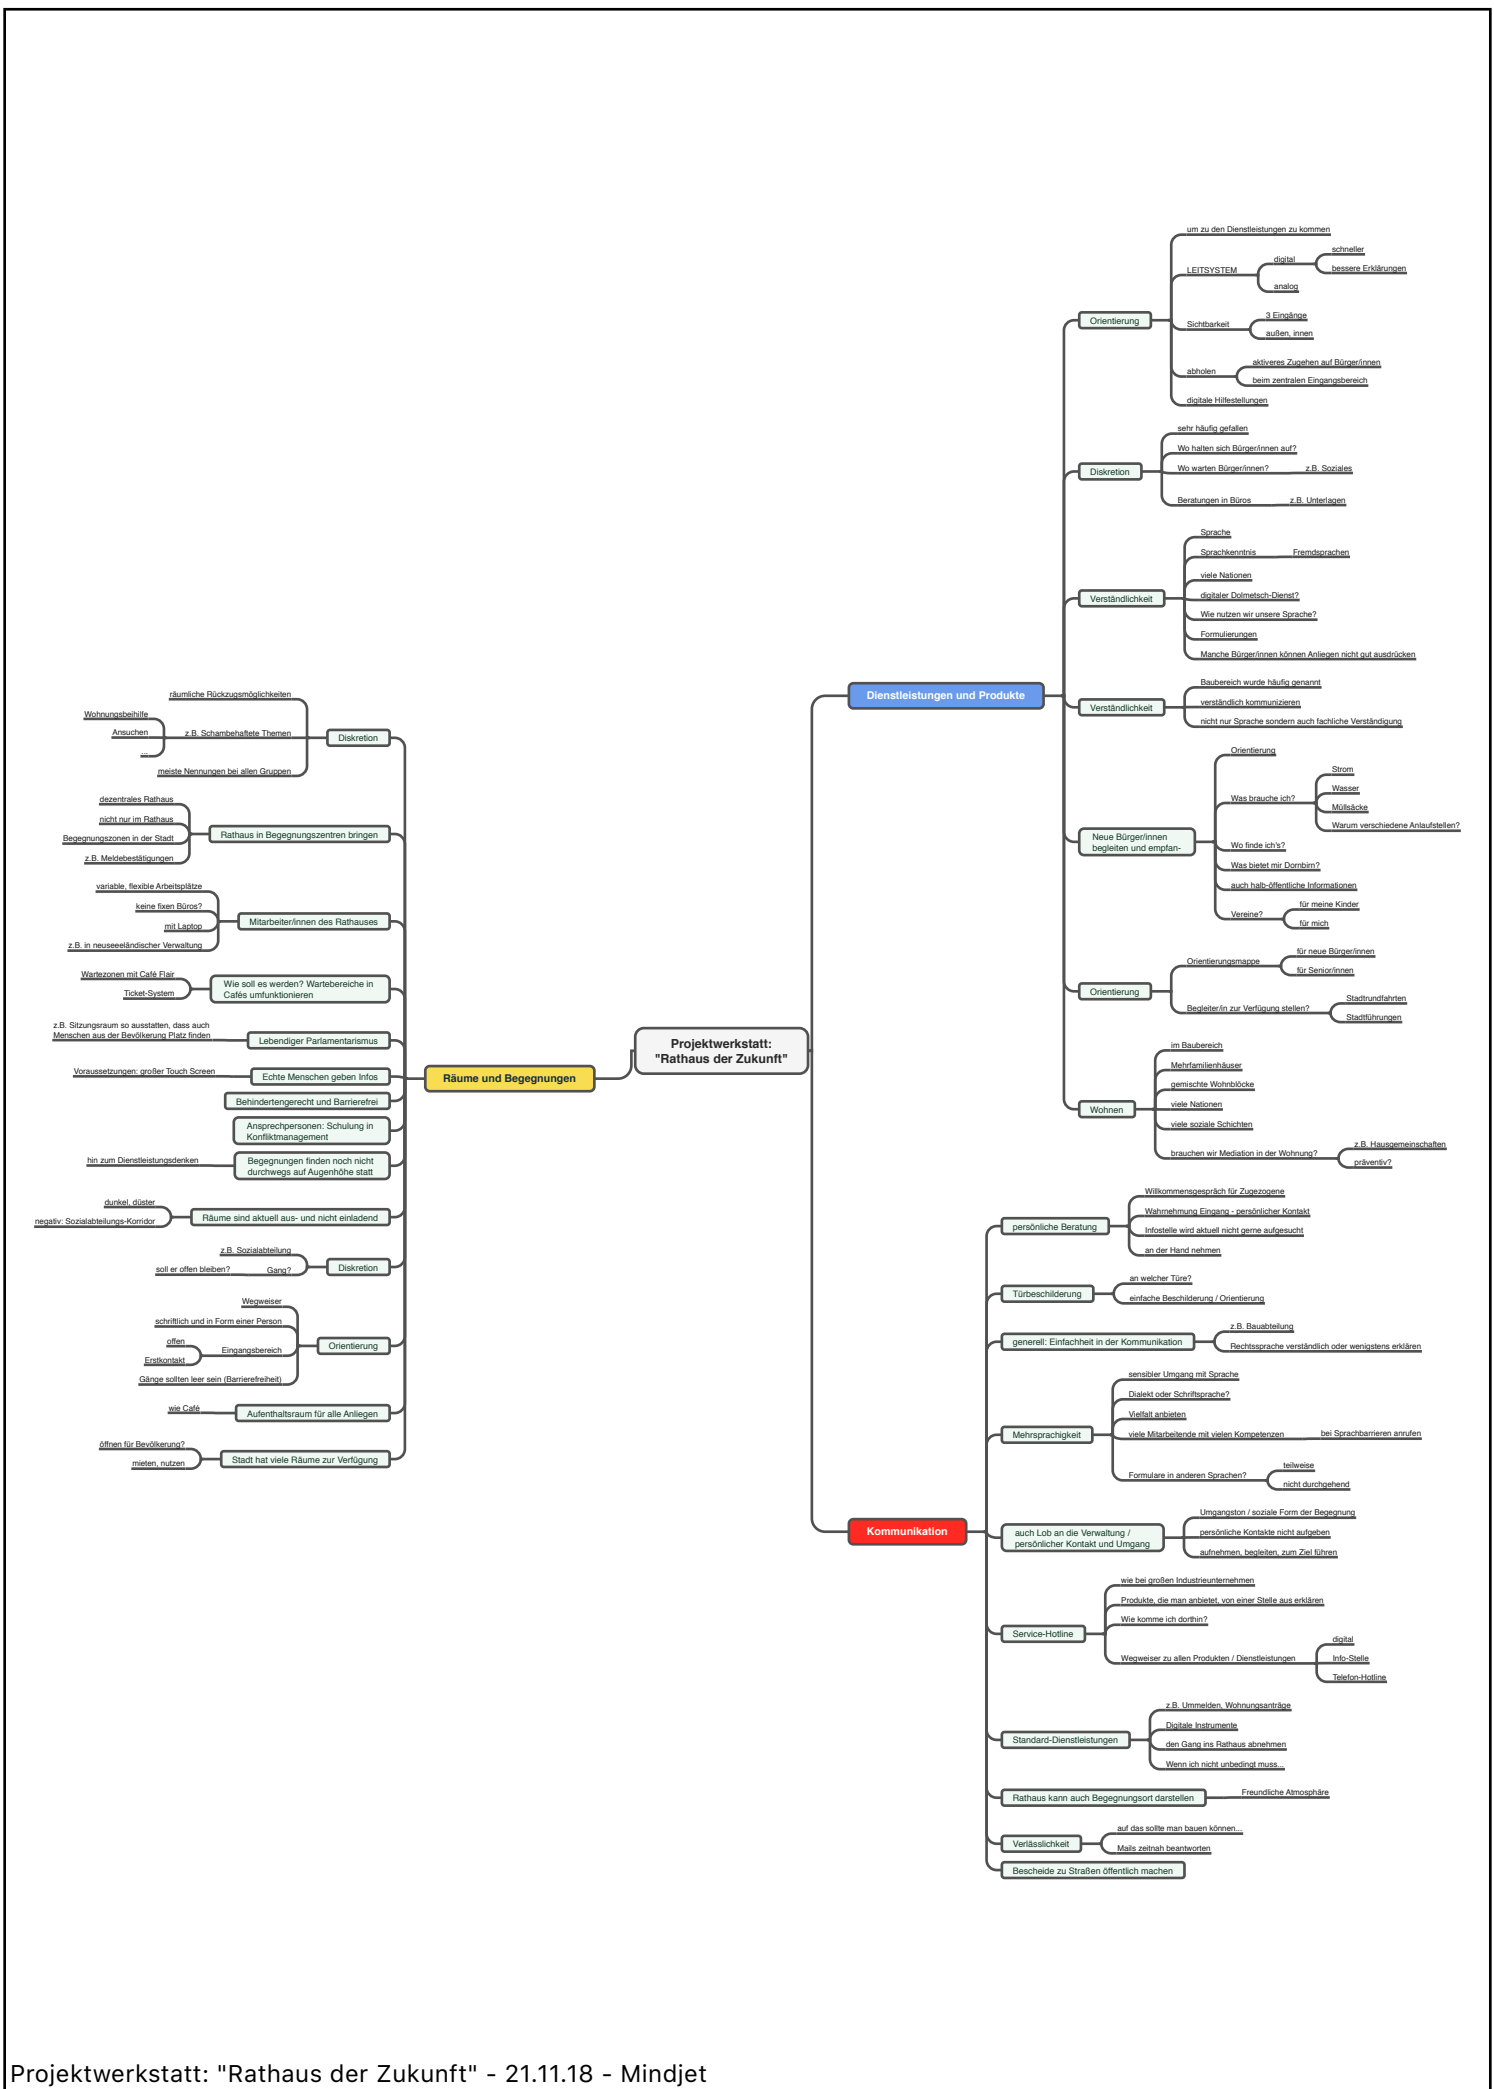 Projektwerkstatt:
"Rathaus der Zukunft"
Dienstleistungen und Produkte
Orientierung
um zu den Dienstleistungen zu kommen
LEITSYSTEM
digital
schneller
bessere Erklärungen
analog
Sichtbarkeit
3 Eingänge
außen, innen
abholen
aktiveres Zugehen auf Bürger/innen
beim zentralen Eingangsbereich
digitale Hilfestellungen
Diskretion
sehr häufig gefallen
Wo halten sich Bürger/innen auf?
Wo warten Bürger/innen?
z.B. Soziales
Beratungen in Büros
z.B. Unterlagen
Verständlichkeit
Sprache
Sprachkenntnis
Fremdsprachen
viele Nationen
digitaler Dolmetsch-Dienst?
Wie nutzen wir unsere Sprache?
Formulierungen
Manche Bürger/innen können Anliegen nicht gut ausdrücken
Verständlichkeit
Baubereich wurde häufig genannt
verständlich kommunizieren
nicht nur Sprache sondern auch fachliche Verständigung
Neue Bürger/innen
begleiten und empfan-
Orientierung
Was brauche ich?
Strom
Wasser
Müllsäcke
Warum verschiedene Anlaufstellen?
Wo finde ich's?
Was bietet mir Dornbirn?
auch halb-öffentliche Informationen
Vereine?
für meine Kinder
für mich
Orientierung
Orientierungsmappe
für neue Bürger/innen
für Senior/innen
Begleiter/in zur Verfügung stellen?
Stadtrundfahrten
Stadtführungen
Wohnen
im Baubereich
Mehrfamilienhäuser
gemischte Wohnblöcke
viele Nationen
viele soziale Schichten
brauchen wir Mediation in der Wohnung?
z.B. Hausgemeinschaften
präventiv?
Kommunikation
persönliche Beratung
Willkommensgespräch für Zugezogene
Wahrnehmung Eingang - persönlicher Kontakt
Infostelle wird aktuell nicht gerne aufgesucht
an der Hand nehmen
Türbeschilderung
an welcher Türe?
einfache Beschilderung / Orientierung
generell: Einfachheit in der Kommunikation
z.B. Bauabteilung
Rechtssprache verständlich oder wenigstens erklären
Mehrsprachigkeit
sensibler Umgang mit Sprache
Dialekt oder Schriftsprache?
Vielfalt anbieten
viele Mitarbeitende mit vielen Kompetenzen
bei Sprachbarrieren anrufen
Formulare in anderen Sprachen?
teilweise
nicht durchgehend
auch Lob an die Verwaltung /
persönlicher Kontakt und Umgang
Umgangston / soziale Form der Begegnung
persönliche Kontakte nicht aufgeben
aufnehmen, begleiten, zum Ziel führen
Service-Hotline
wie bei großen Industrieunternehmen
Produkte, die man anbietet, von einer Stelle aus erklären
Wie komme ich dorthin?
Wegweiser zu allen Produkten / Dienstleistungen
digital
Info-Stelle
Telefon-Hotline
Standard-Dienstleistungen
z.B. Ummelden, Wohnungsanträge
Digitale Instrumente
den Gang ins Rathaus abnehmen
Wenn ich nicht unbedingt muss...
Rathaus kann auch Begegnungsort darstellen
Freundliche Atmosphäre
Verlässlichkeit
auf das sollte man bauen können...
Mails zeitnah beantworten
Bescheide zu Straßen öffentlich machen
Räume und Begegnungen
Diskretion
räumliche Rückzugsmöglichkeiten
z.B. Schambehaftete Themen
Wohnungsbeihilfe
Ansuchen
...
meiste Nennungen bei allen Gruppen
Rathaus in Begegnungszentren bringen
dezentrales Rathaus
nicht nur im Rathaus
Begegnungszonen in der Stadt
z.B. Meldebestätigungen
Mitarbeiter/innen des Rathauses
variable, flexible Arbeitsplätze
keine fixen Büros?
mit Laptop
z.B. in neuseeländischer Verwaltung
Wie soll es werden? Wartebereiche in
Cafés umfunktionieren
Wartezonen mit Café Flair
Ticket-System
Lebendiger Parlamentarismus
z.B. Sitzungsraum so ausstatten, dass auch
Menschen aus der Bevölkerung Platz finden
Echte Menschen geben Infos
Voraussetzungen: großer Touch Screen
Behindertengerecht und Barrierefrei
Ansprechpersonen: Schulung in
Konfliktmanagement
Begegnungen finden noch nicht
durchwegs auf Augenhöhe statt
hin zum Dienstleistungsdenken
Räume sind aktuell aus- und nicht einladend
dunkel, düster
negativ: Sozialabteilungs-Korridor
Diskretion
z.B. Sozialabteilung
Gang?
soll er offen bleiben?
Orientierung
Wegweiser
schriftlich und in Form einer Person
Eingangsbereich
offen
Erstkontakt
Gänge sollten leer sein (Barrierefreiheit)
Aufenthaltsraum für alle Anliegen
wie Café
Stadt hat viele Räume zur Verfügung
öffnen für Bevölkerung?
mieten, nutzen
Projektwerkstatt: "Rathaus der Zukunft" - 21.11.18 - Mindjet